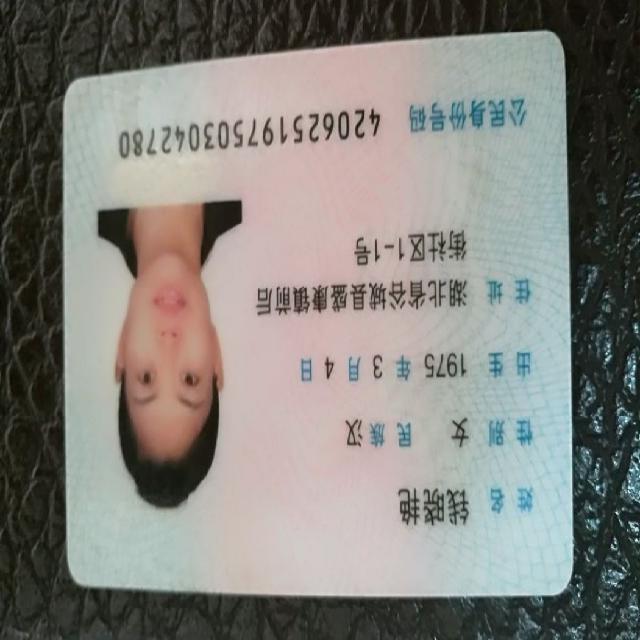 姓名 钱晓艳
性别 女 民族 汉
出生 1975 年 3 月 4 日
住址 湖北省谷城县盛康镇前后
街社区1-1号
公民身份号码 420625197503042780